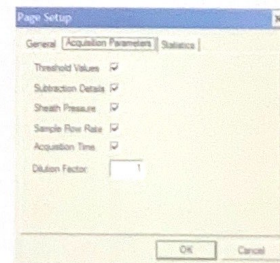 Page Setup
General Acquisition Parameters Statistics
Threshold Values
Subtraction Details
Sheath Pressure
Sample Flow Rate
Acquisition Time
Dilution Factor: 1
OK Cancel